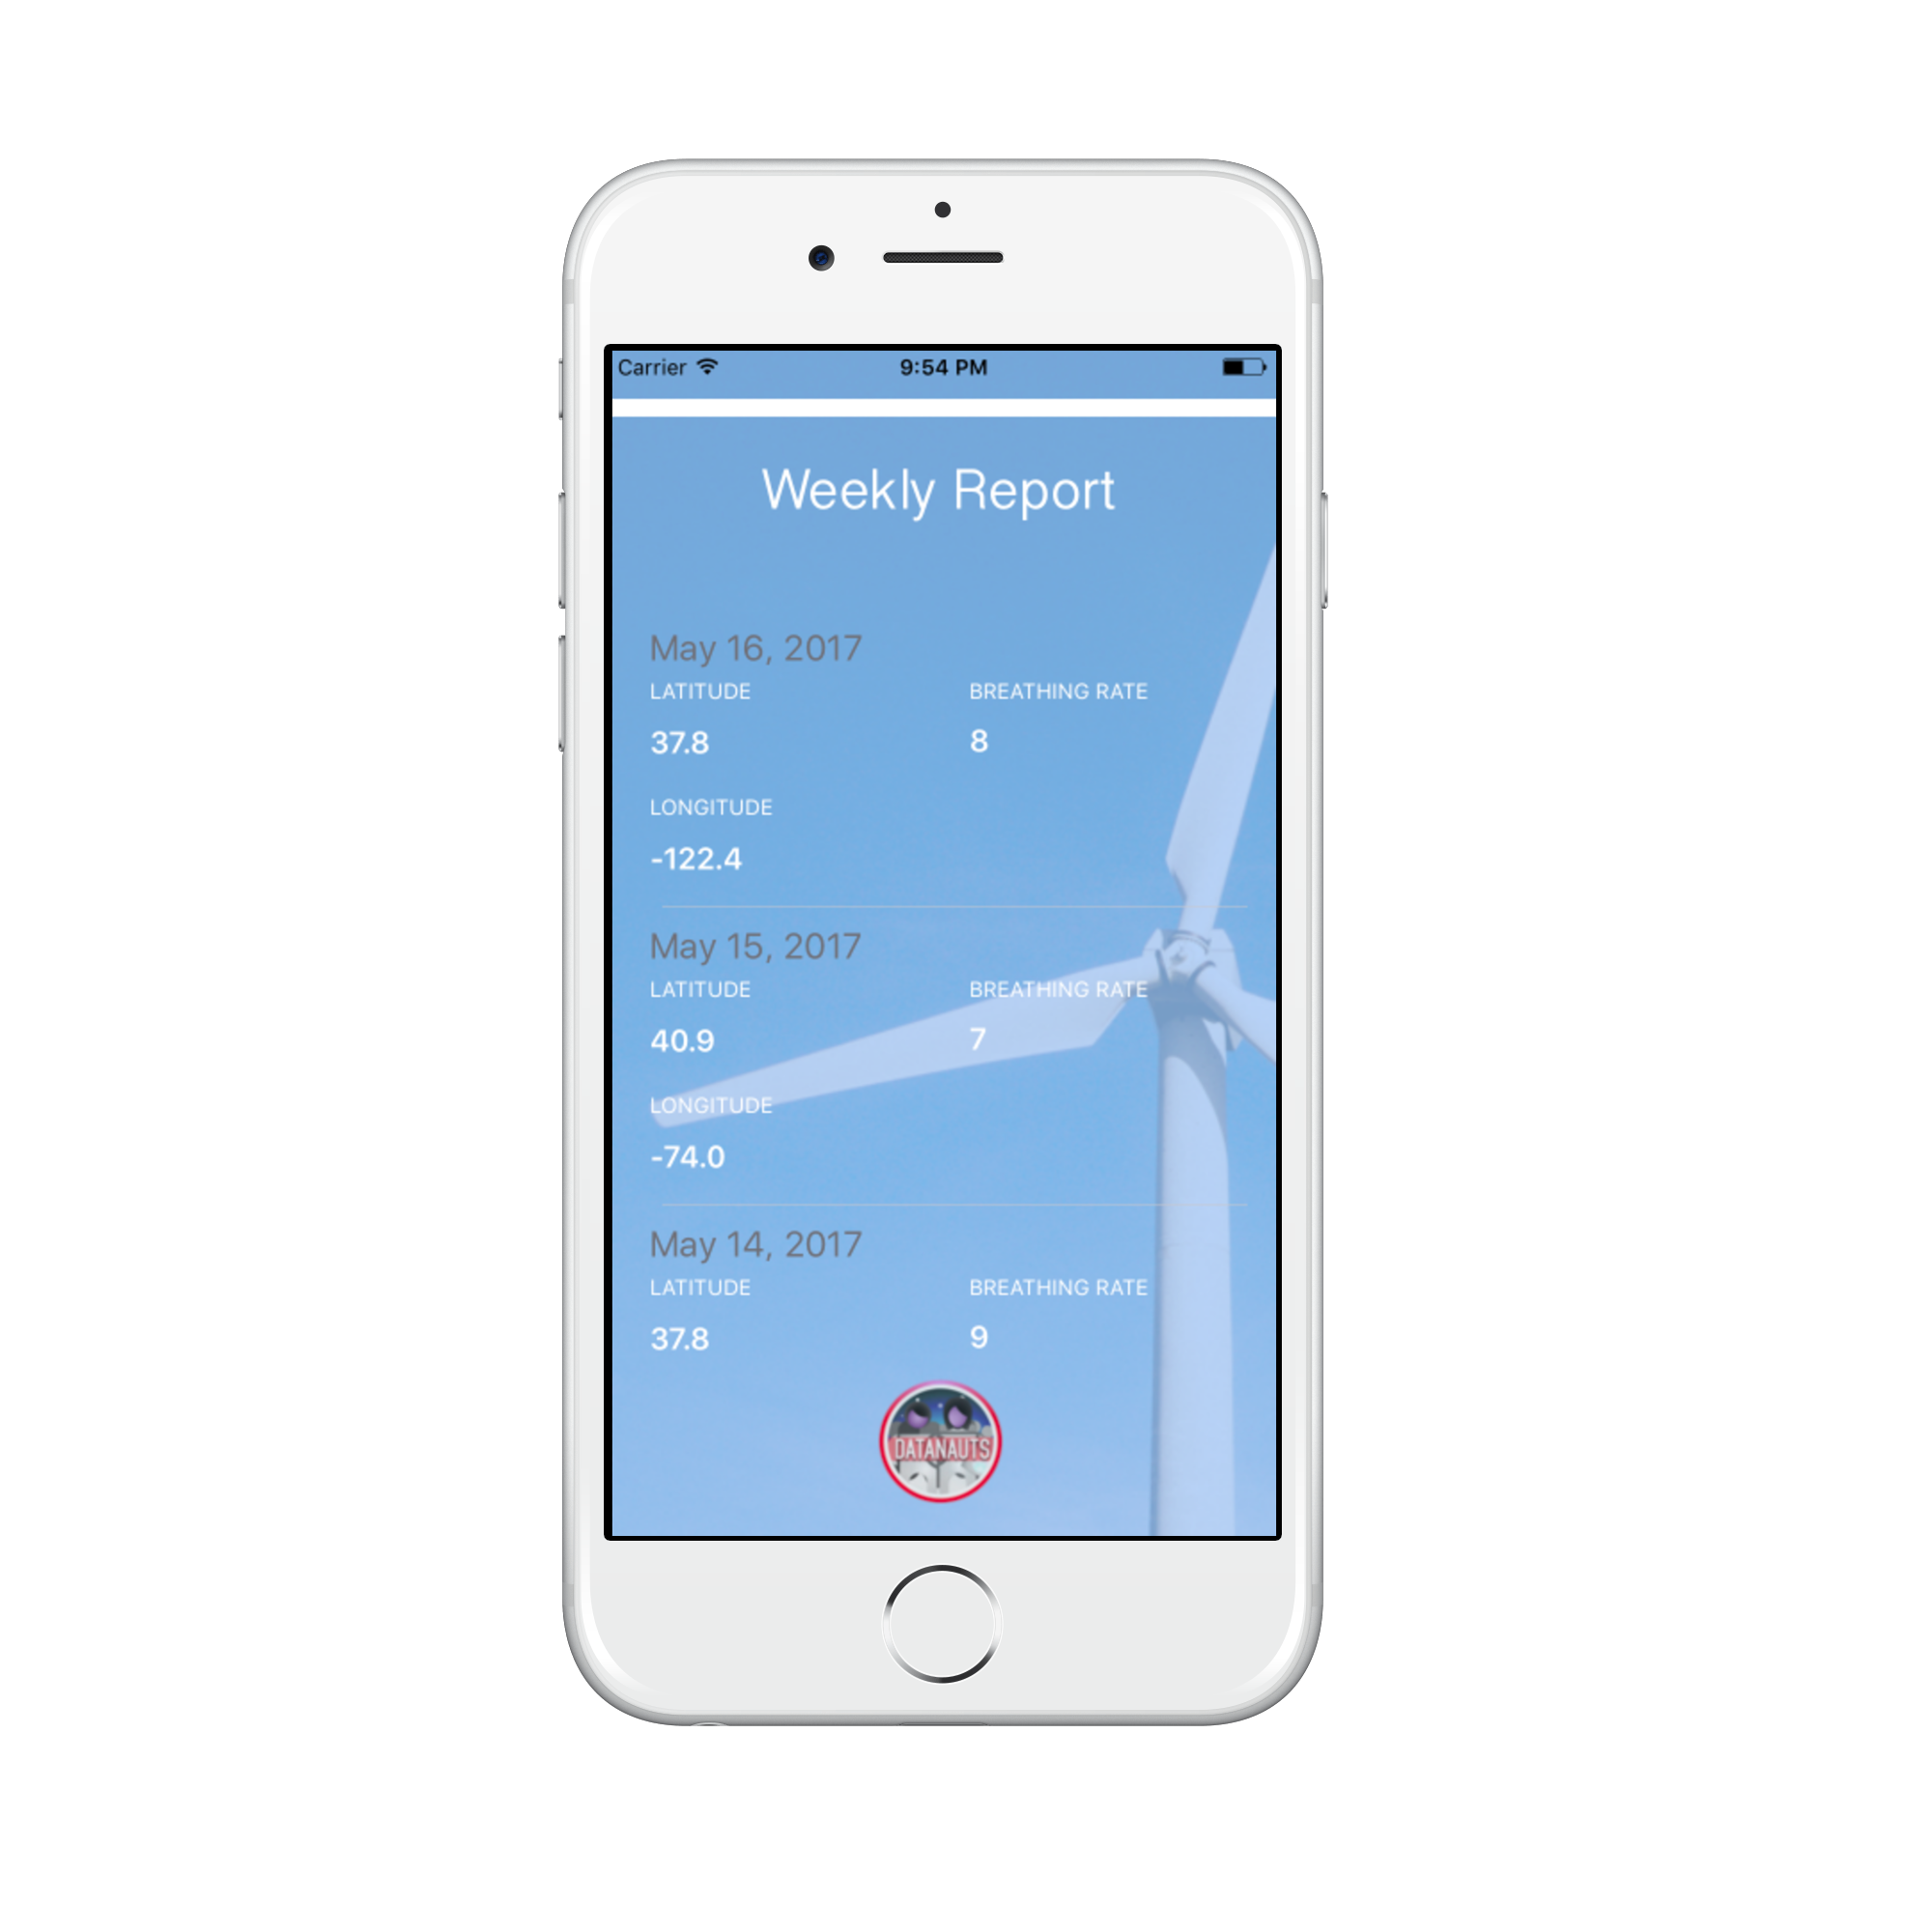 Carrier 9:54 PM
Weekly Report
May 16, 2017
LATITUDE BREATHING RATE
37.8 8
LONGITUDE
-122.4
May 15, 2017
LATITUDE BREATHING RATE
40.9 7
LONGITUDE
-74.0
May 14, 2017
LATITUDE BREATHING RATE
37.8 9
DATANAUTS